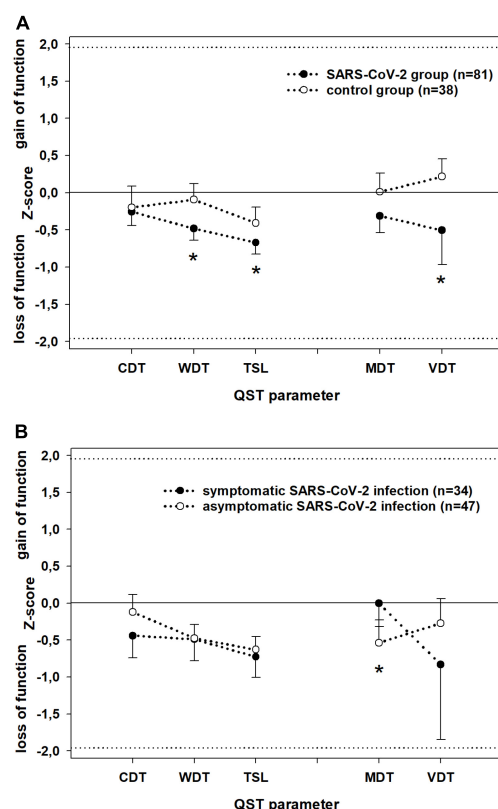 A
gain of function
Z-score
loss of function
2,0
1,5
1,0
0,5
0,0
-0,5
-1,0
-1,5
-2,0
SARS-CoV-2 group (n=81)
control group (n=38)
*
*
*
CDT WDT TSL MDT VDT
QST parameter
B
gain of function
Z-score
loss of function
2,0
1,5
1,0
0,5
0,0
-0,5
-1,0
-1,5
-2,0
symptomatic SARS-CoV-2 infection (n=34)
asymptomatic SARS-CoV-2 infection (n=47)
*
CDT WDT TSL MDT VDT
QST parameter